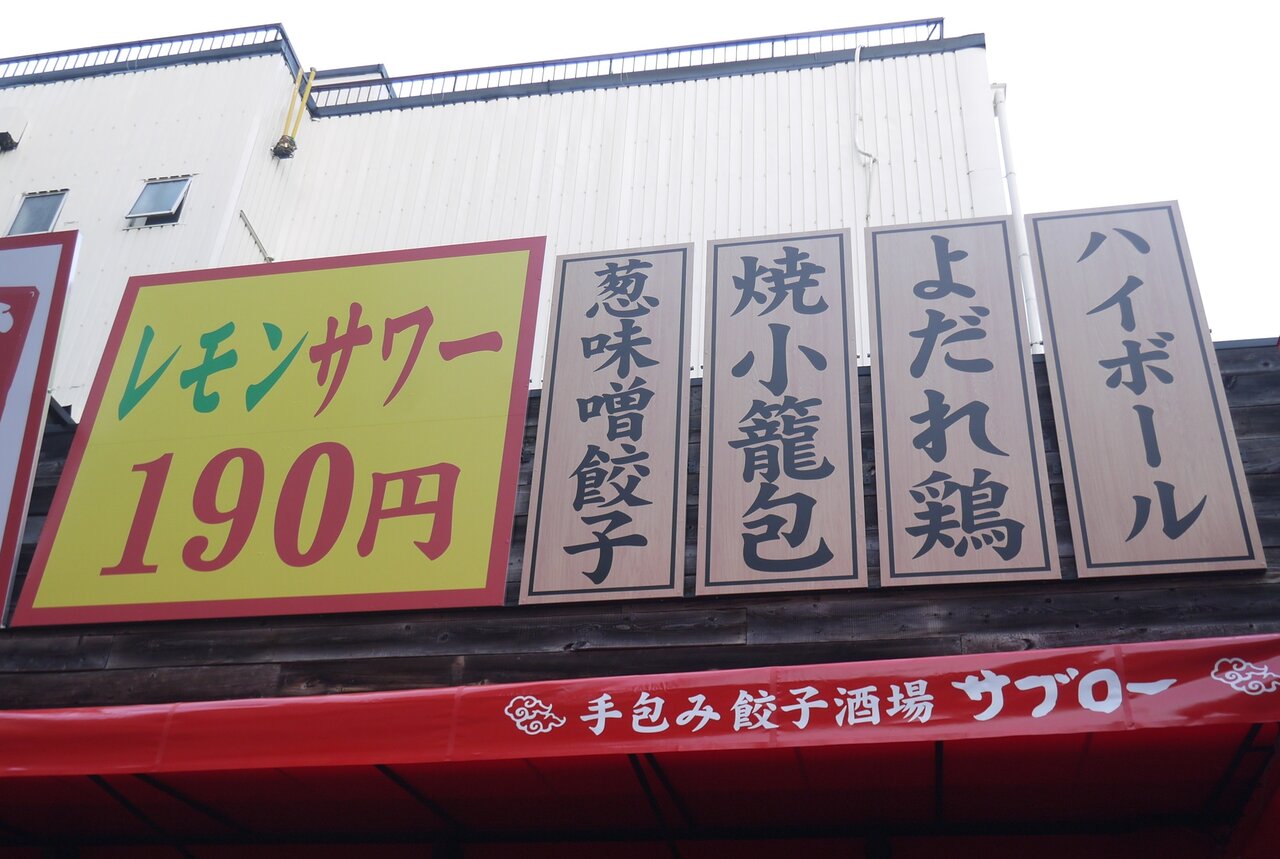 レモンサワー
190円
葱味噌餃子
焼小籠包
よだれ鶏
ハイボール
手包み餃子酒場 サブロー